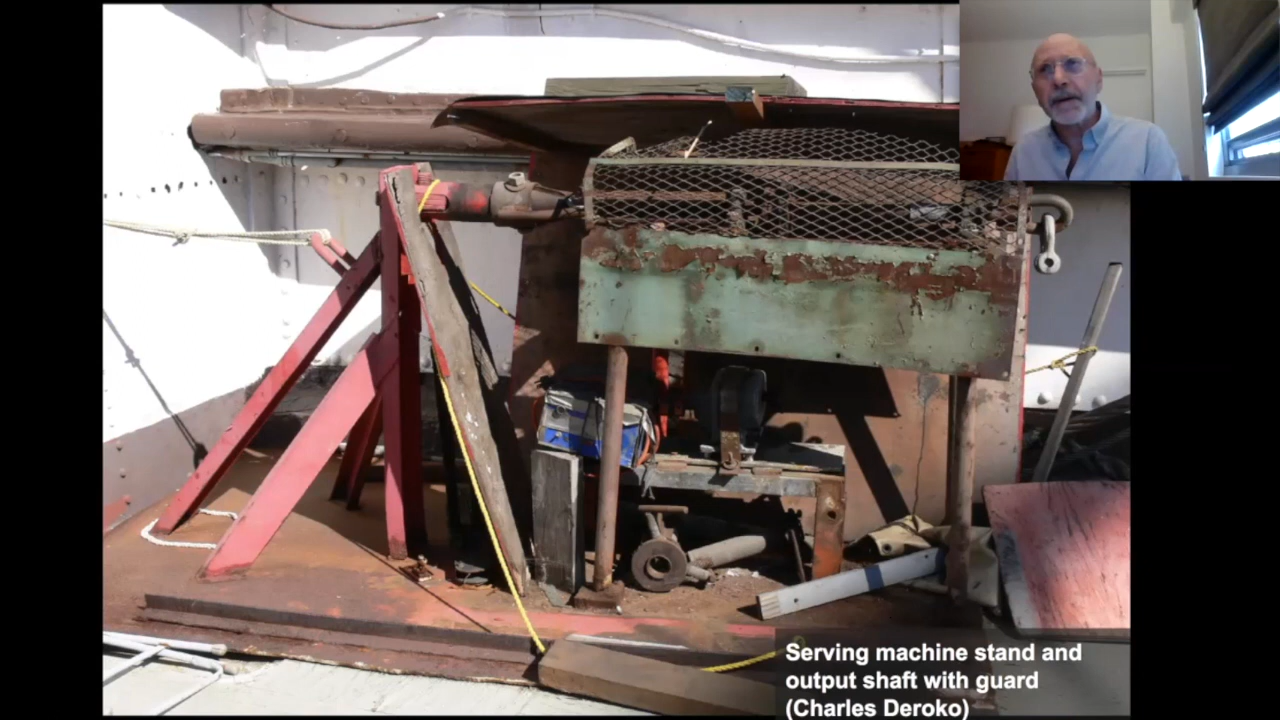 Serving machine stand and
output shaft with guard
(Charles Deroko)